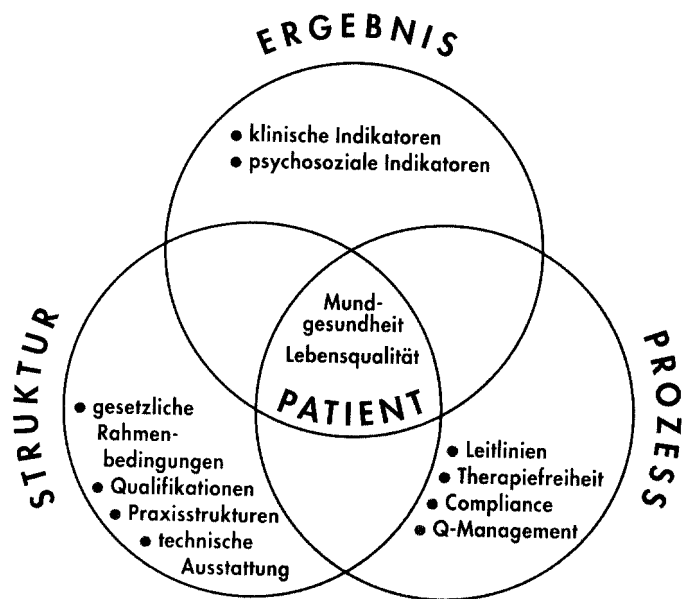 ERGEBNIS
● klinische Indikatoren
● psychosoziale Indikatoren
Mund-
gesundheit
Lebensqualität
PATIENT
STRUKTUR
● gesetzliche
Rahmen-
bedingungen
● Qualifikationen
● Praxisstrukturen
● technische
Ausstattung
PROZESS
● Leitlinien
● Therapiefreiheit
● Compliance
● Q-Management